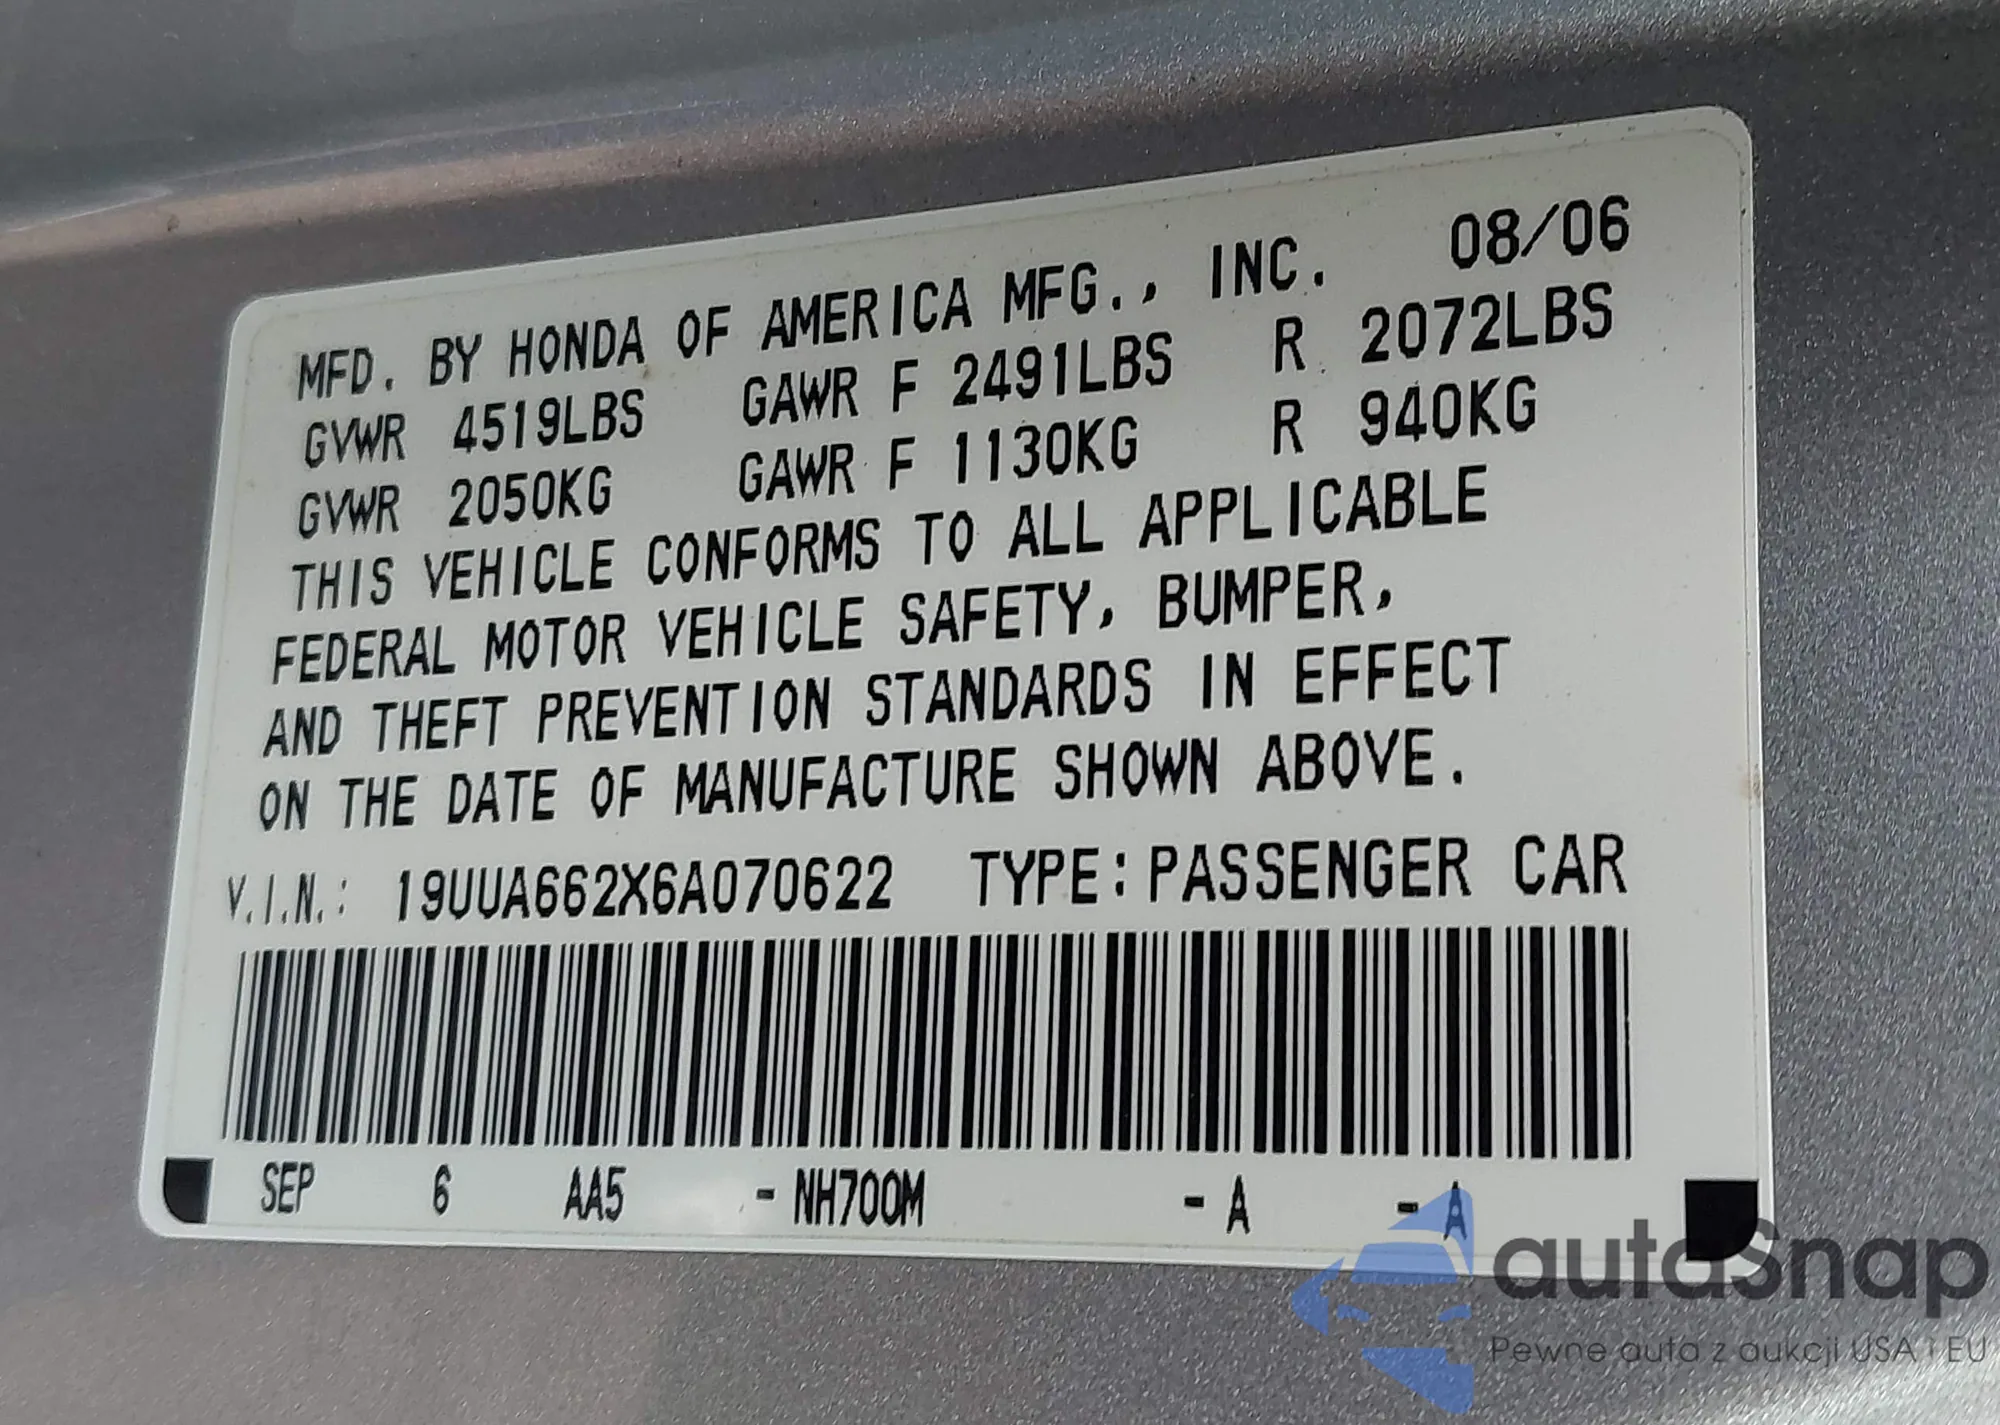 MFD. BY HONDA OF AMERICA MFG., INC. 08/06
GVWR 4519LBS GAWR F 2491LBS R 2072LBS
GVWR 2050KG GAWR F 1130KG R 940KG
THIS VEHICLE CONFORMS TO ALL APPLICABLE
FEDERAL MOTOR VEHICLE SAFETY, BUMPER,
AND THEFT PREVENTION STANDARDS IN EFFECT
ON THE DATE OF MANUFACTURE SHOWN ABOVE.
V.I.N.: 19UUA662X6A070622 TYPE: PASSENGER CAR
SEP 6 AA5 - NH700M - A - A
autoSnap
Pewne auta z aukcji USA i EU